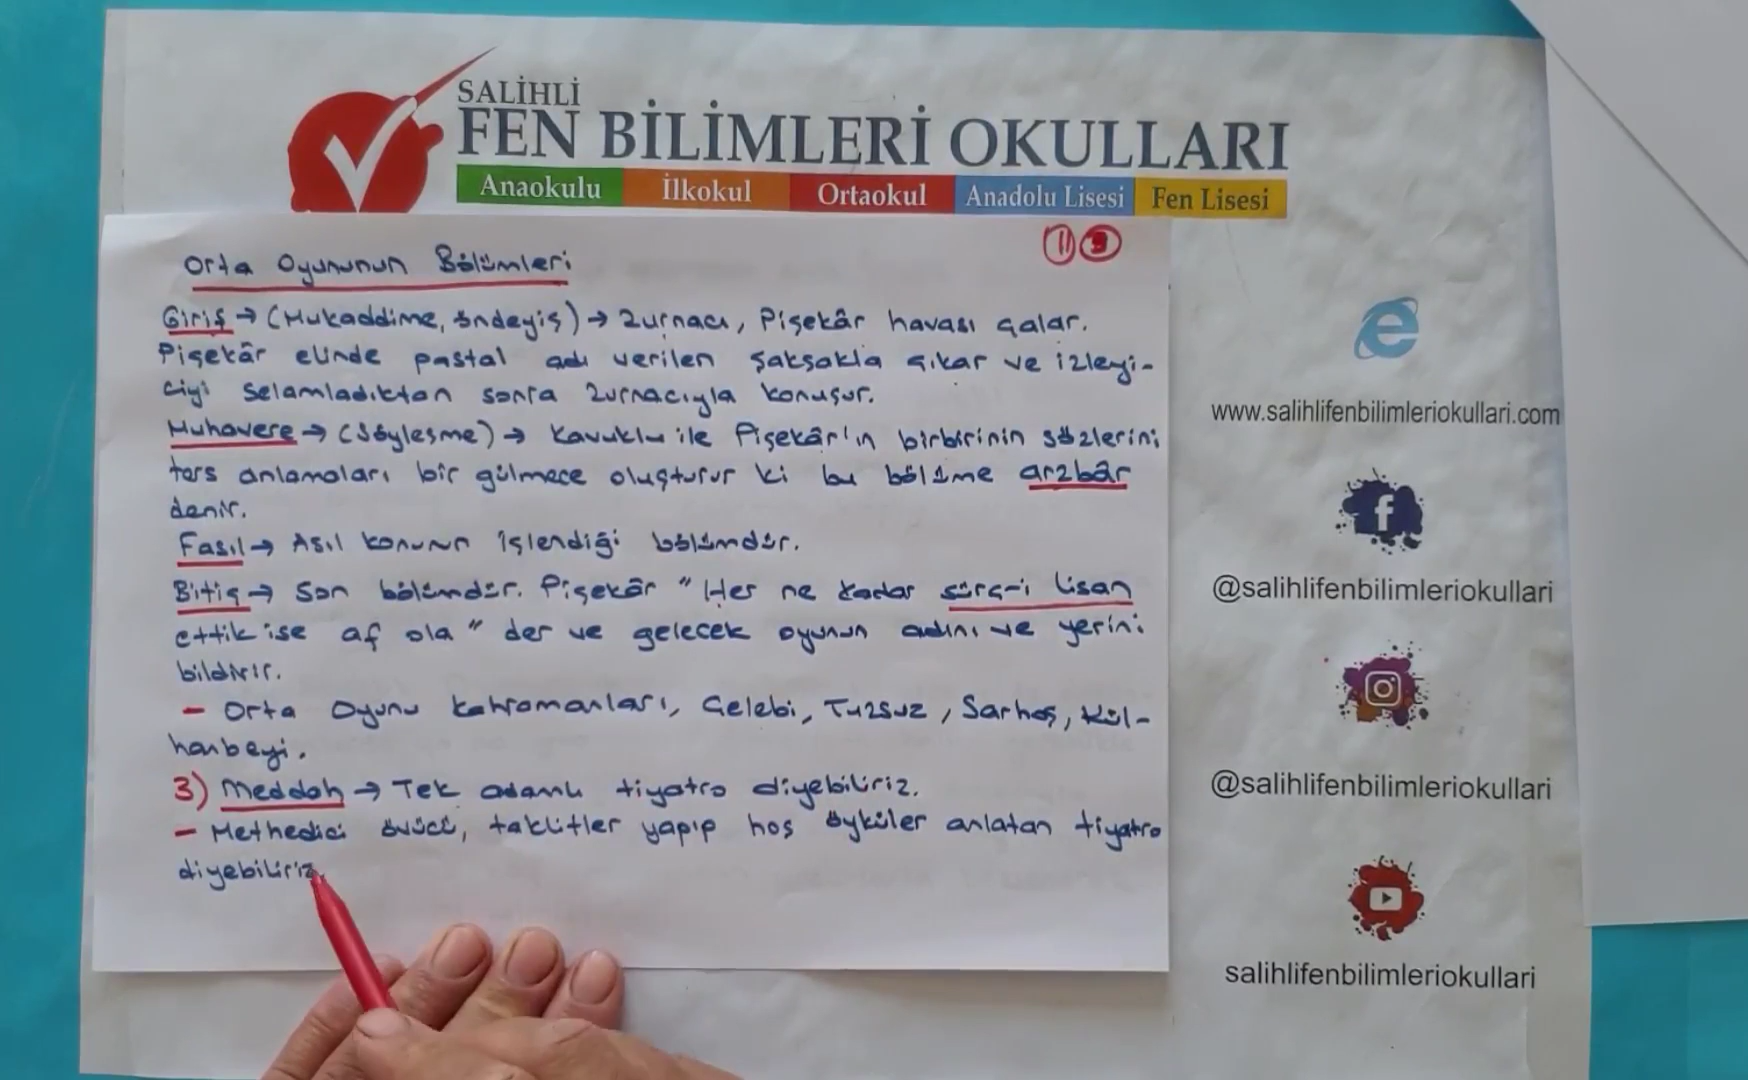 SALİHLİ
FEN BİLİMLERİ OKULLARI
Anaokulu İlkokul Ortaokul Anadolu Lisesi Fen Lisesi
11 9
Orta Oyununun Bölümleri
Giriş → (Mukaddime, öndeyiş) → Zurnacı, Pişekâr havası çalar.
Pişekâr elinde pastal adı verilen şakşakla çıkar ve izleyi-
ciyi selamladıktan sonra zurnacıyla konuşur.
Muhavere → (Söyleşme) → Kavuklu ile Pişekâr'ın birbirinin sözlerini
ters anlamaları bir gülmece oluşturur ki bu bölüme arzbâr
denir.
Fasıl → Asıl konunun işlendiği bölümdür.
Bitiş → Son bölümdür. Pişekâr "Her ne kadar sürç-i lisan
ettik ise af ola" der ve gelecek oyunun adını ve yerini
bildirir.
- Orta Oyunu kahramanları, Çelebi, Tuzsuz, Sarhoş, Kül-
hanbeyi.
3) Meddah → Tek adamlı tiyatro diyebiliriz.
- Methedici övücü, taklitler yapıp hoş öyküler anlatan tiyatro
diyebiliriz.
www.salihlifenbilimleriokullari.com
@salihlifenbilimleriokullari
@salihlifenbilimleriokullari
salihlifenbilimleriokullari